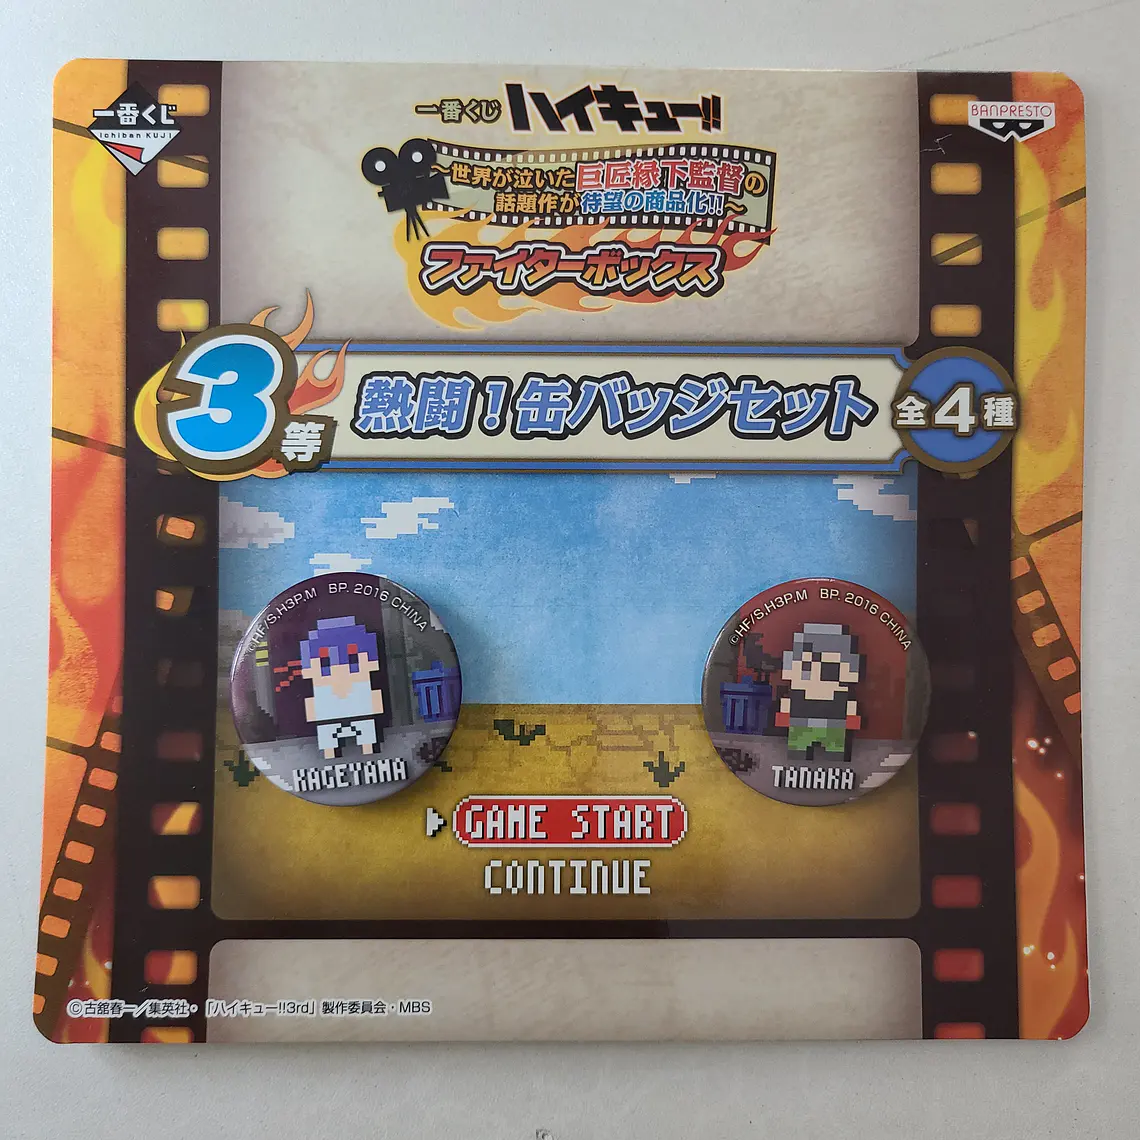 一番くじ
ichiban KUJI
一番くじ ハイキュー!!
BANPRESTO
~世界が泣いた巨匠縁下監督の
話題作が待望の商品化!!~
ファイターボックス
3等
熱闘!缶バッジセット
全4種
©HF/S.H3P.M BP. 2016 CHINA
KAGEYAMA
©HF/S.H3P.M BP. 2016 CHINA
TANAKA
GAME START
CONTINUE
©古舘春一/集英社・「ハイキュー!!3rd」製作委員会・MBS